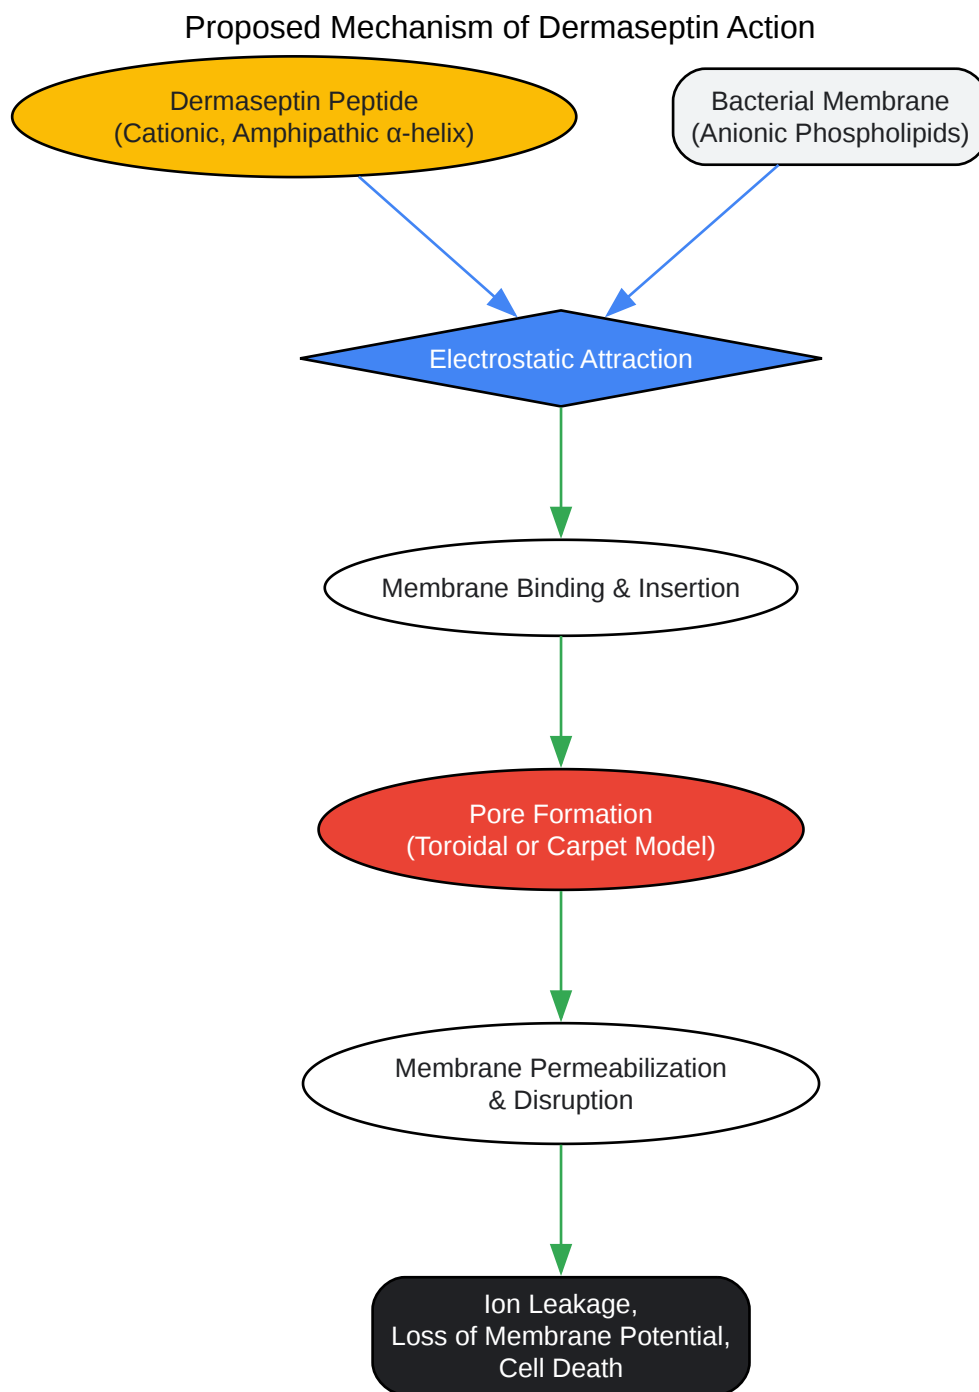 Proposed Mechanism of Dermaseptin Action
Dermaseptin Peptide
(Cationic, Amphipathic α-helix)
Bacterial Membrane
(Anionic Phospholipids)
Electrostatic Attraction
Membrane Binding & Insertion
Pore Formation
(Toroidal or Carpet Model)
Membrane Permeabilization
& Disruption
Ion Leakage,
Loss of Membrane Potential,
Cell Death